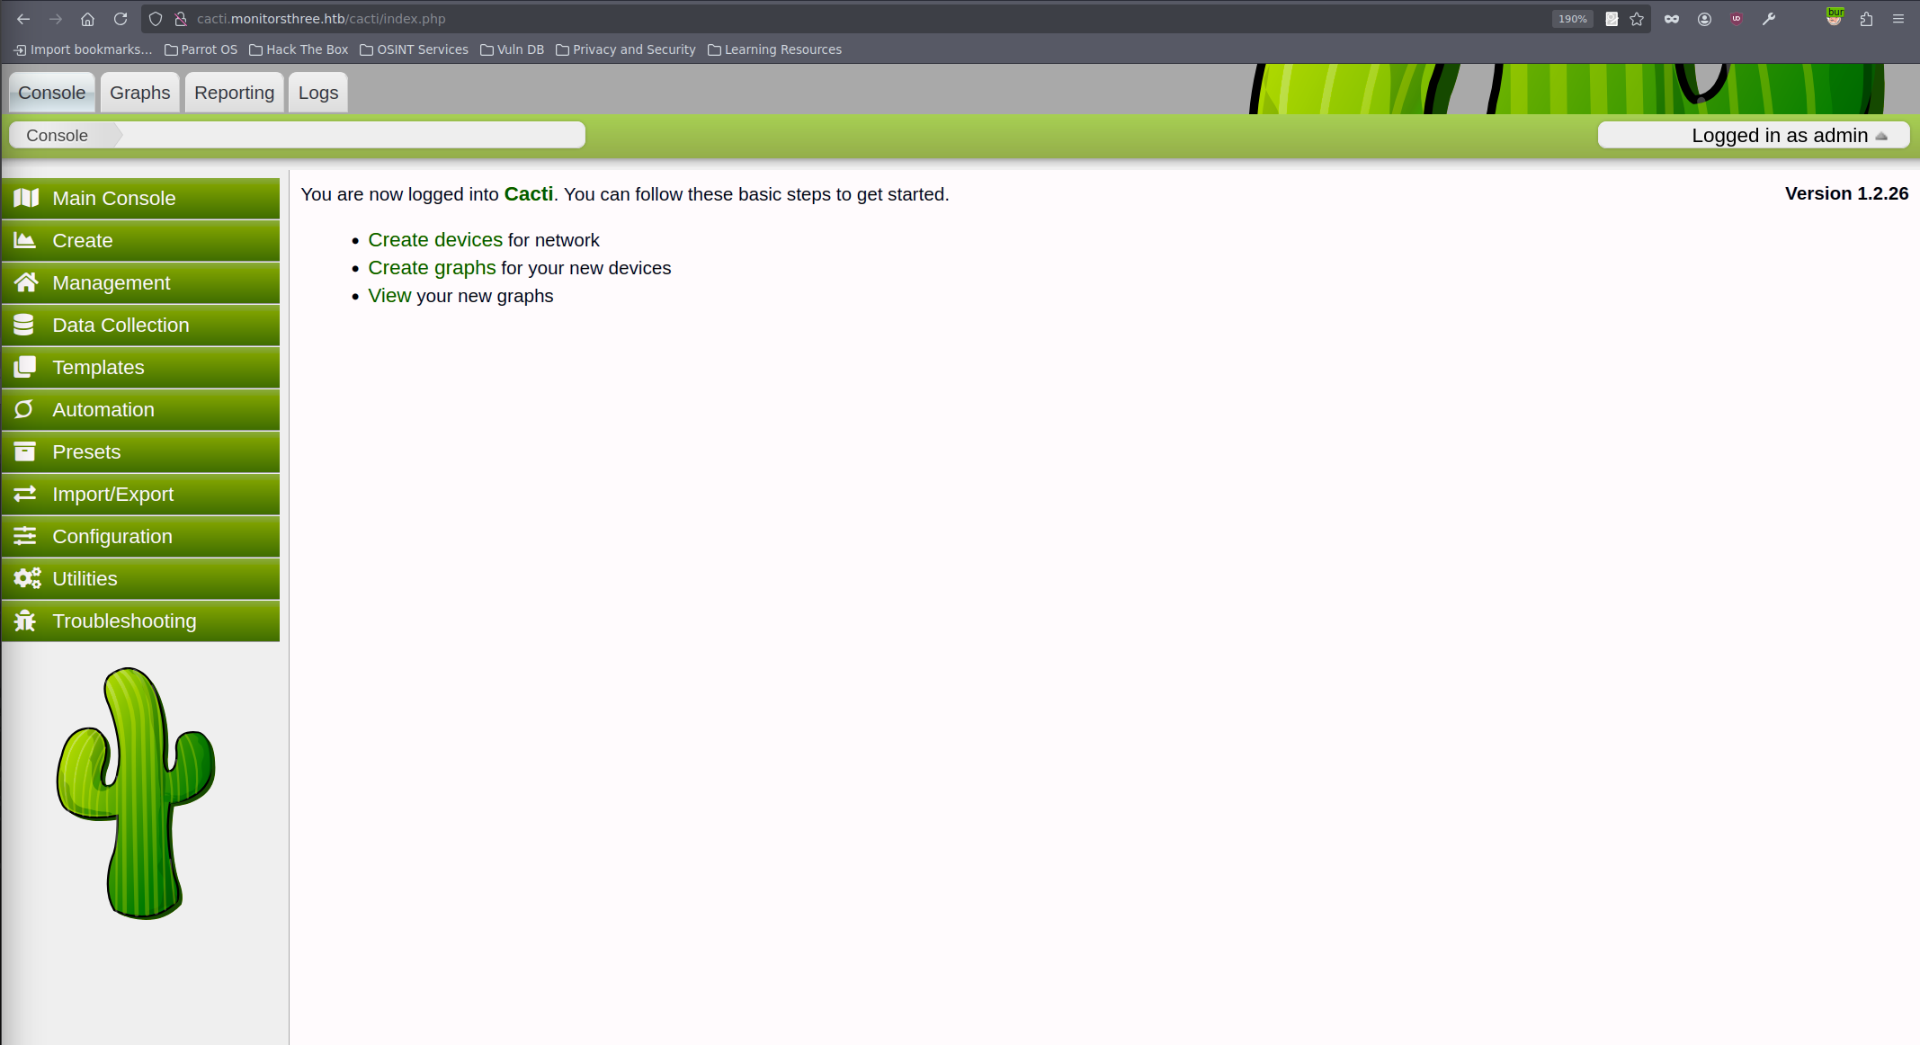 cacti.monitorsthree.htb/cacti/index.php 190%
Import bookmarks... Parrot OS Hack The Box OSINT Services Vuln DB Privacy and Security Learning Resources
Console Graphs Reporting Logs
Console Logged in as admin
Main Console
Create
Management
Data Collection
Templates
Automation
Presets
Import/Export
Configuration
Utilities
Troubleshooting
You are now logged into Cacti. You can follow these basic steps to get started. Version 1.2.26
• Create devices for network
• Create graphs for your new devices
• View your new graphs